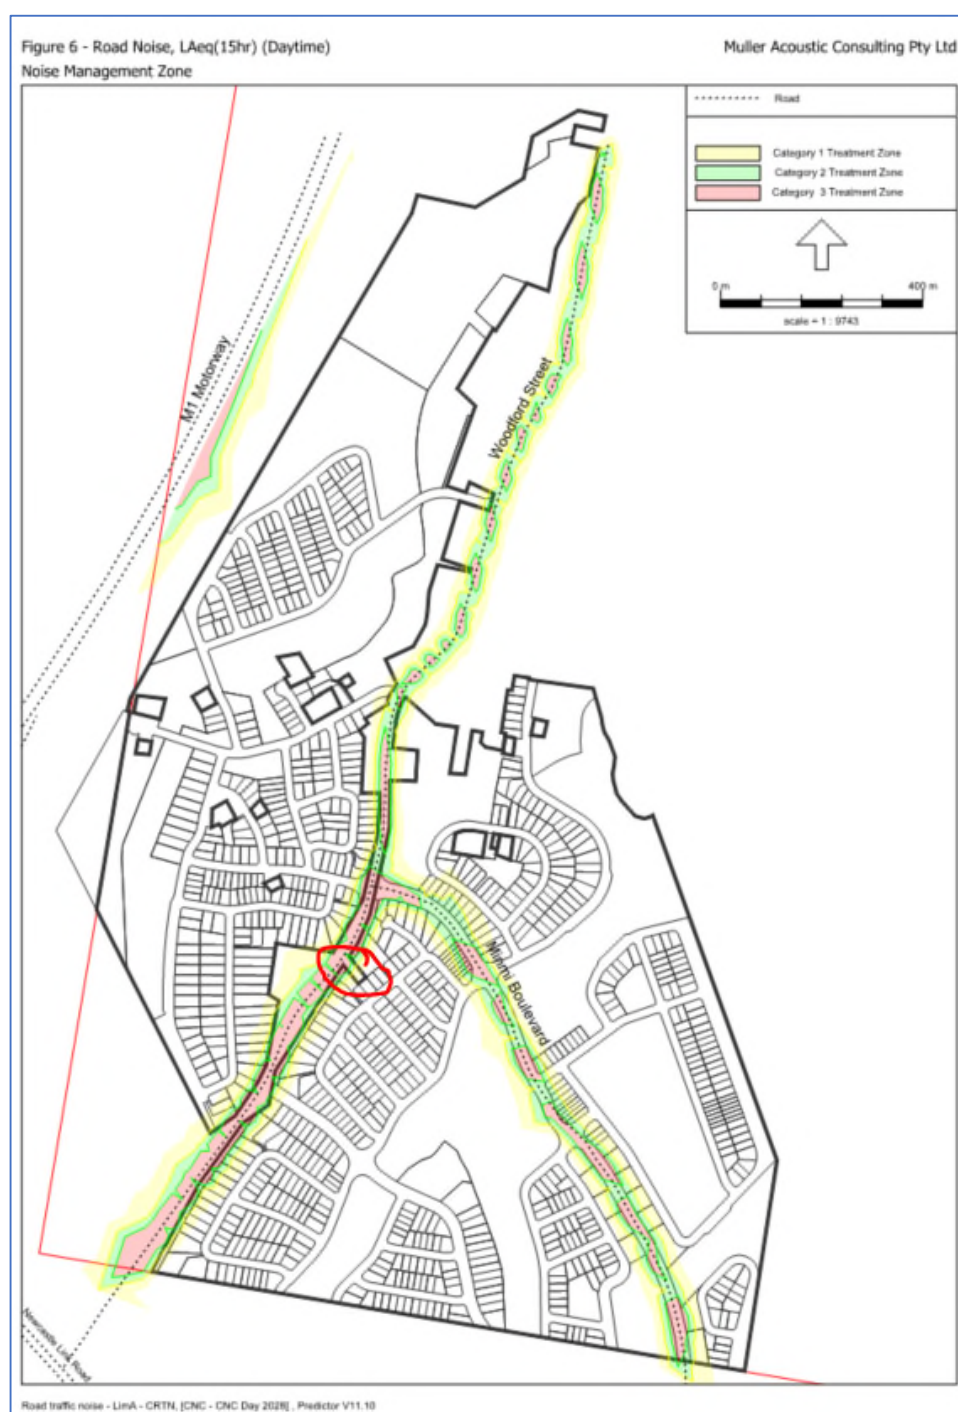 Figure 6 - Road Noise, LAeq(15hr) (Daytime)
Muller Acoustic Consulting Pty Ltd
Noise Management Zone
Road
Category 1 Treatment Zone
Category 2 Treatment Zone
Category 3 Treatment Zone
0 m
400 m
scale = 1 : 9743
M1 Motorway
Woodford Street
Minmi Boulevard
Newcastle Link Road
Road traffic noise - LimA - CRTN, [CNC - CNC Day 2028] , Predictor V11.10